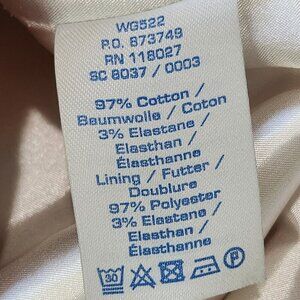 WG522
P.O. 873749
RN 118027
SC 8037 / 0003
97% Cotton /
Baumwolle / Coton
3% Elastane /
Elasthan /
Élasthanne
Lining / Futter /
Doublure
97% Polyester
3% Elastane /
Elasthan /
Élasthanne
30 P